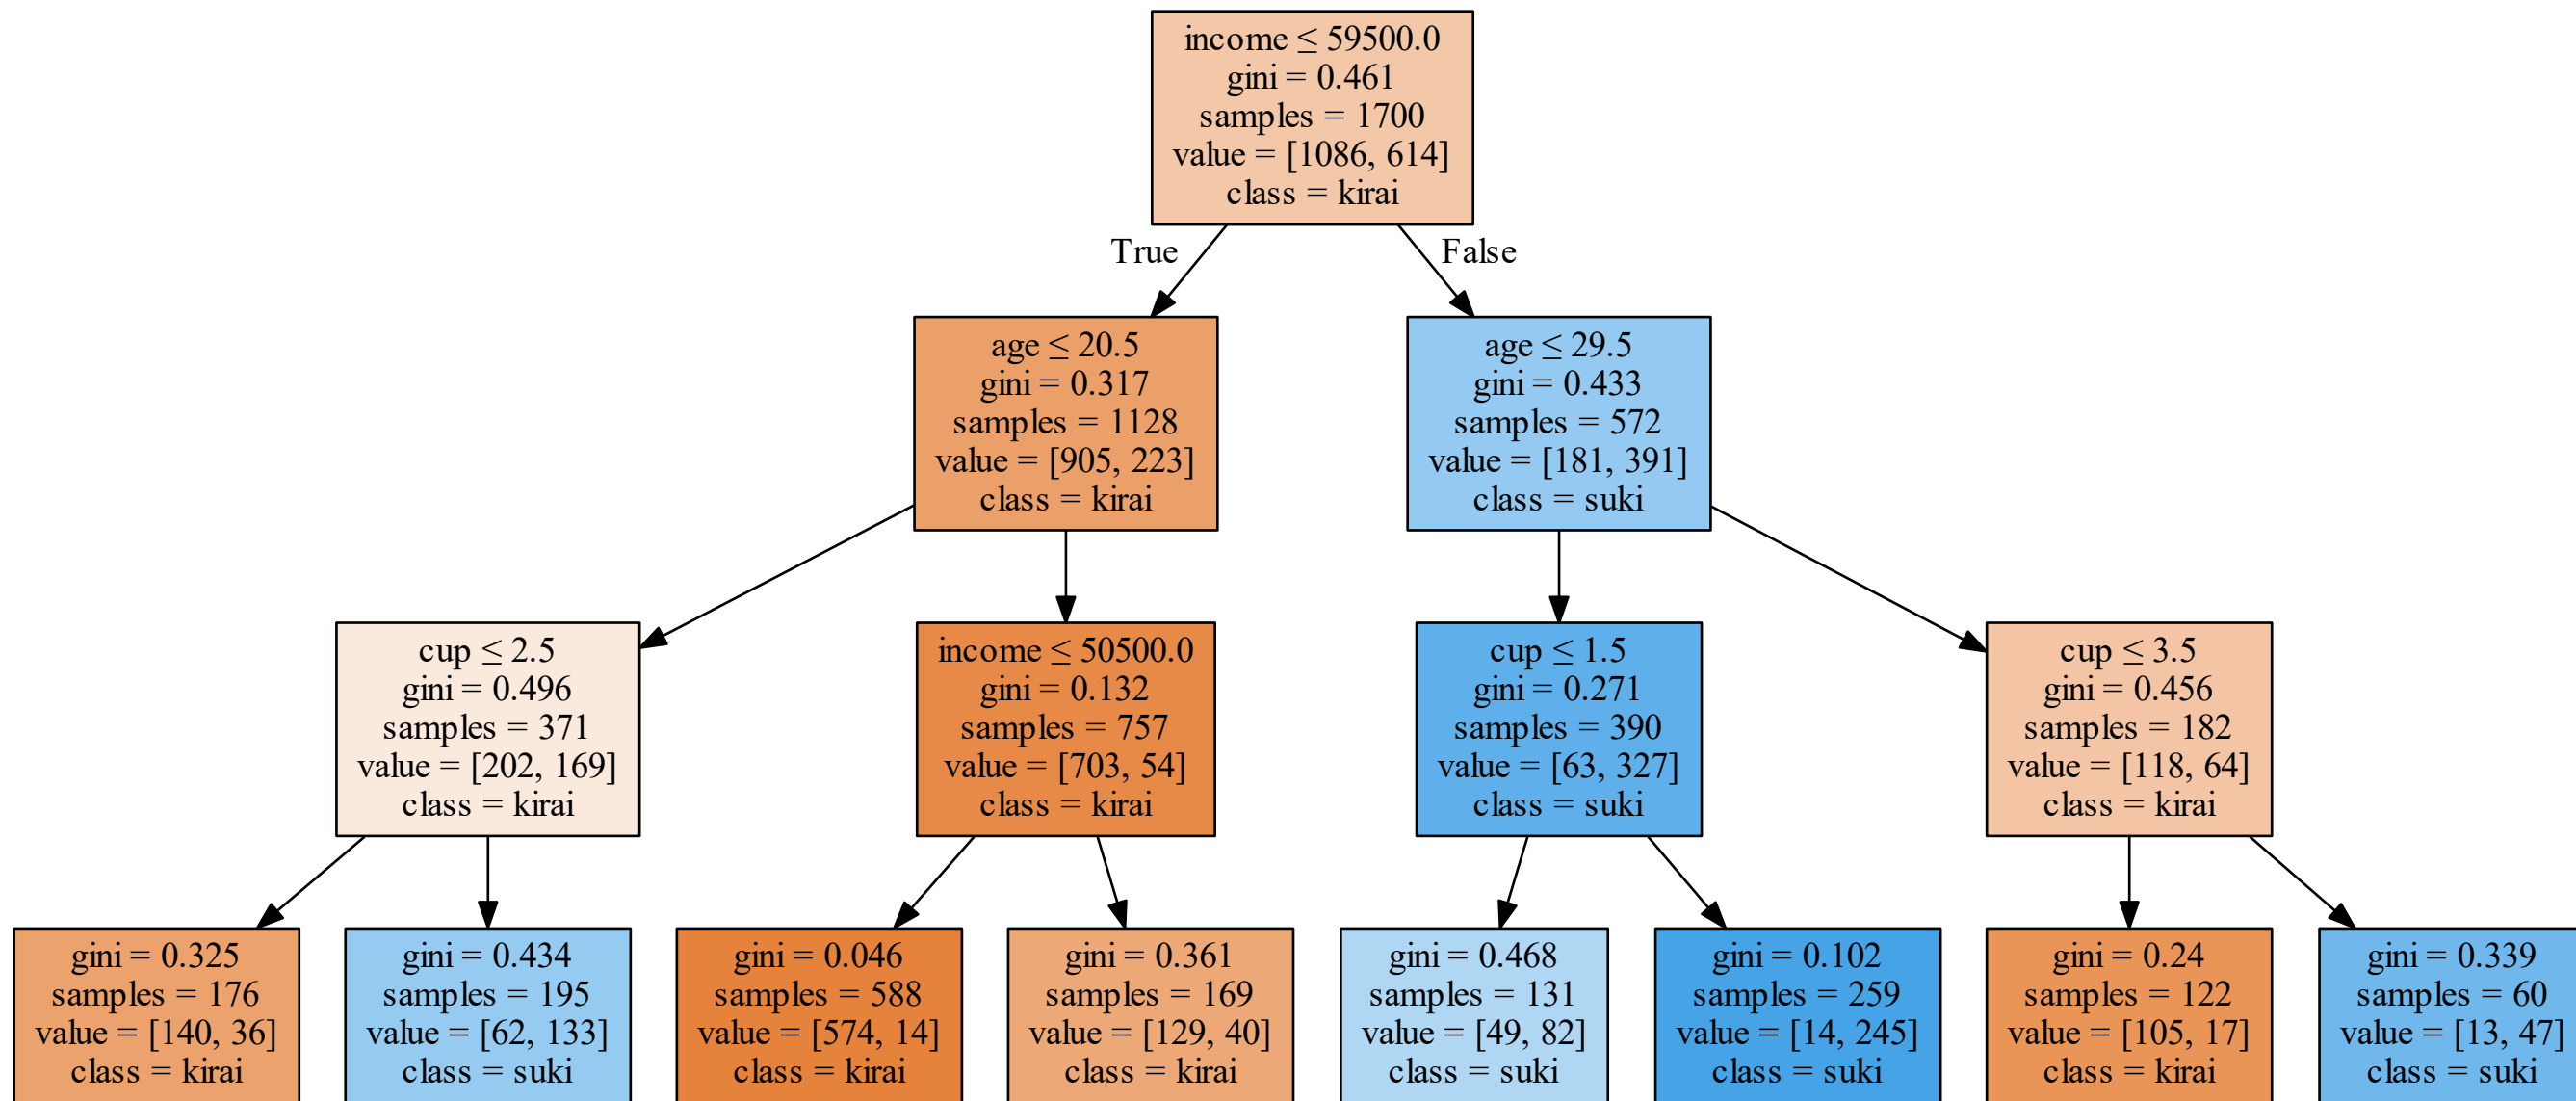 income ≤ 59500.0
gini = 0.461
samples = 1700
value = [1086, 614]
class = kirai
True
False
age ≤ 20.5
gini = 0.317
samples = 1128
value = [905, 223]
class = kirai
age ≤ 29.5
gini = 0.433
samples = 572
value = [181, 391]
class = suki
cup ≤ 2.5
gini = 0.496
samples = 371
value = [202, 169]
class = kirai
income ≤ 50500.0
gini = 0.132
samples = 757
value = [703, 54]
class = kirai
cup ≤ 1.5
gini = 0.271
samples = 390
value = [63, 327]
class = suki
cup ≤ 3.5
gini = 0.456
samples = 182
value = [118, 64]
class = kirai
gini = 0.325
samples = 176
value = [140, 36]
class = kirai
gini = 0.434
samples = 195
value = [62, 133]
class = suki
gini = 0.046
samples = 588
value = [574, 14]
class = kirai
gini = 0.361
samples = 169
value = [129, 40]
class = kirai
gini = 0.468
samples = 131
value = [49, 82]
class = suki
gini = 0.102
samples = 259
value = [14, 245]
class = suki
gini = 0.24
samples = 122
value = [105, 17]
class = kirai
gini = 0.339
samples = 60
value = [13, 47]
class = suki